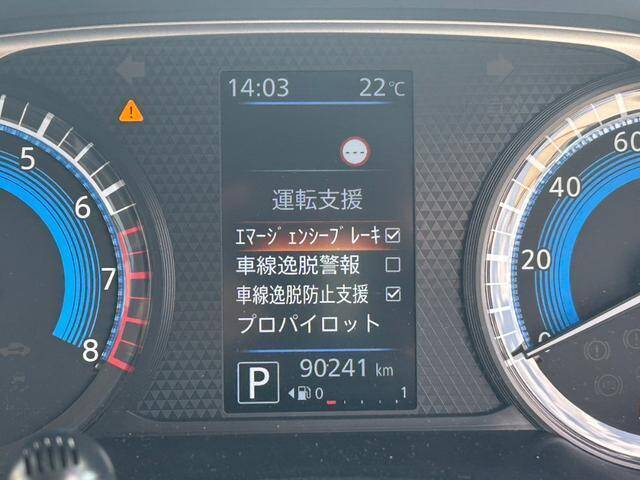 14:03 22℃
---
運転支援
エマージェンシーブレーキ
車線逸脱警報
車線逸脱防止支援
プロパイロット
90241 km
P
0 1
5
6
7
8
60
40
20
0